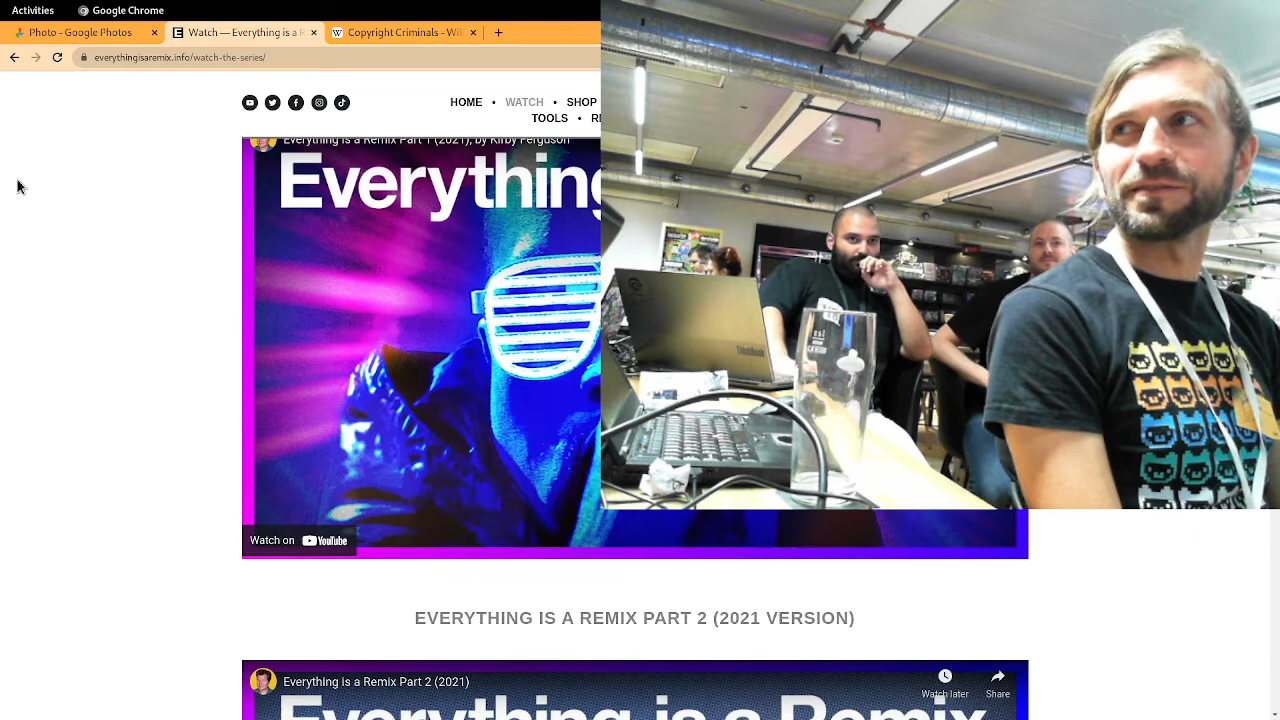 Activities
Google Chrome
Photo - Google Photos
Watch — Everything is a R
Copyright Criminals - Wik
everythingisaremix.info/watch-the-series/
HOME • WATCH • SHOP
TOOLS •
Everything is a Remix Part 1 (2021), by Kirby Ferguson
Everything
ThinkBook
Watch on YouTube
EVERYTHING IS A REMIX PART 2 (2021 VERSION)
Everything is a Remix Part 2 (2021)
Watch later
Share
Everything is a Remix